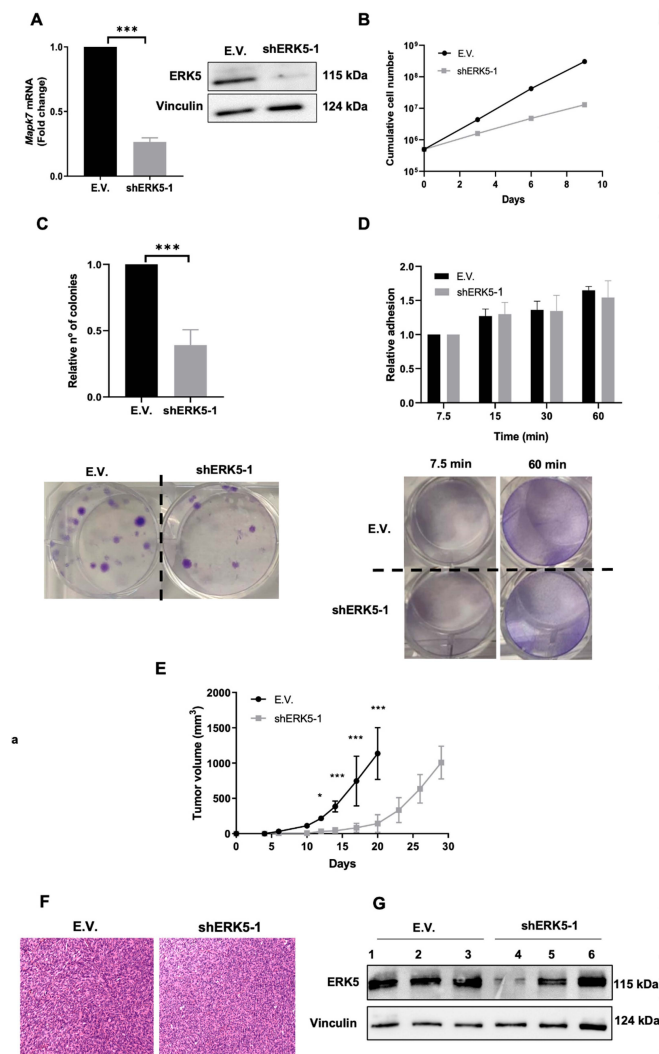 A
***
Mapk7 mRNA
(Fold change)
1.0
0.5
0.0
E.V.
shERK5-1
E.V.
shERK5-1
ERK5
115 kDa
Vinculin
124 kDa
B
Cumulative cell number
10⁹
10⁸
10⁷
10⁶
10⁵
E.V.
shERK5-1
0
2
4
6
8
10
Days
C
***
Relative nº of colonies
1.0
0.5
0.0
E.V.
shERK5-1
E.V.
shERK5-1
D
Relative adhesion
2.0
1.5
1.0
0.5
0.0
E.V.
shERK5-1
7.5
15
30
60
Time (min)
7.5 min
60 min
E.V.
shERK5-1
E
Tumor volume (mm³)
2000
1500
1000
500
0
E.V.
shERK5-1
*
***
***
***
0
5
10
15
20
25
30
Days
a
F
E.V.
shERK5-1
G
E.V.
shERK5-1
1
2
3
4
5
6
ERK5
115 kDa
Vinculin
124 kDa